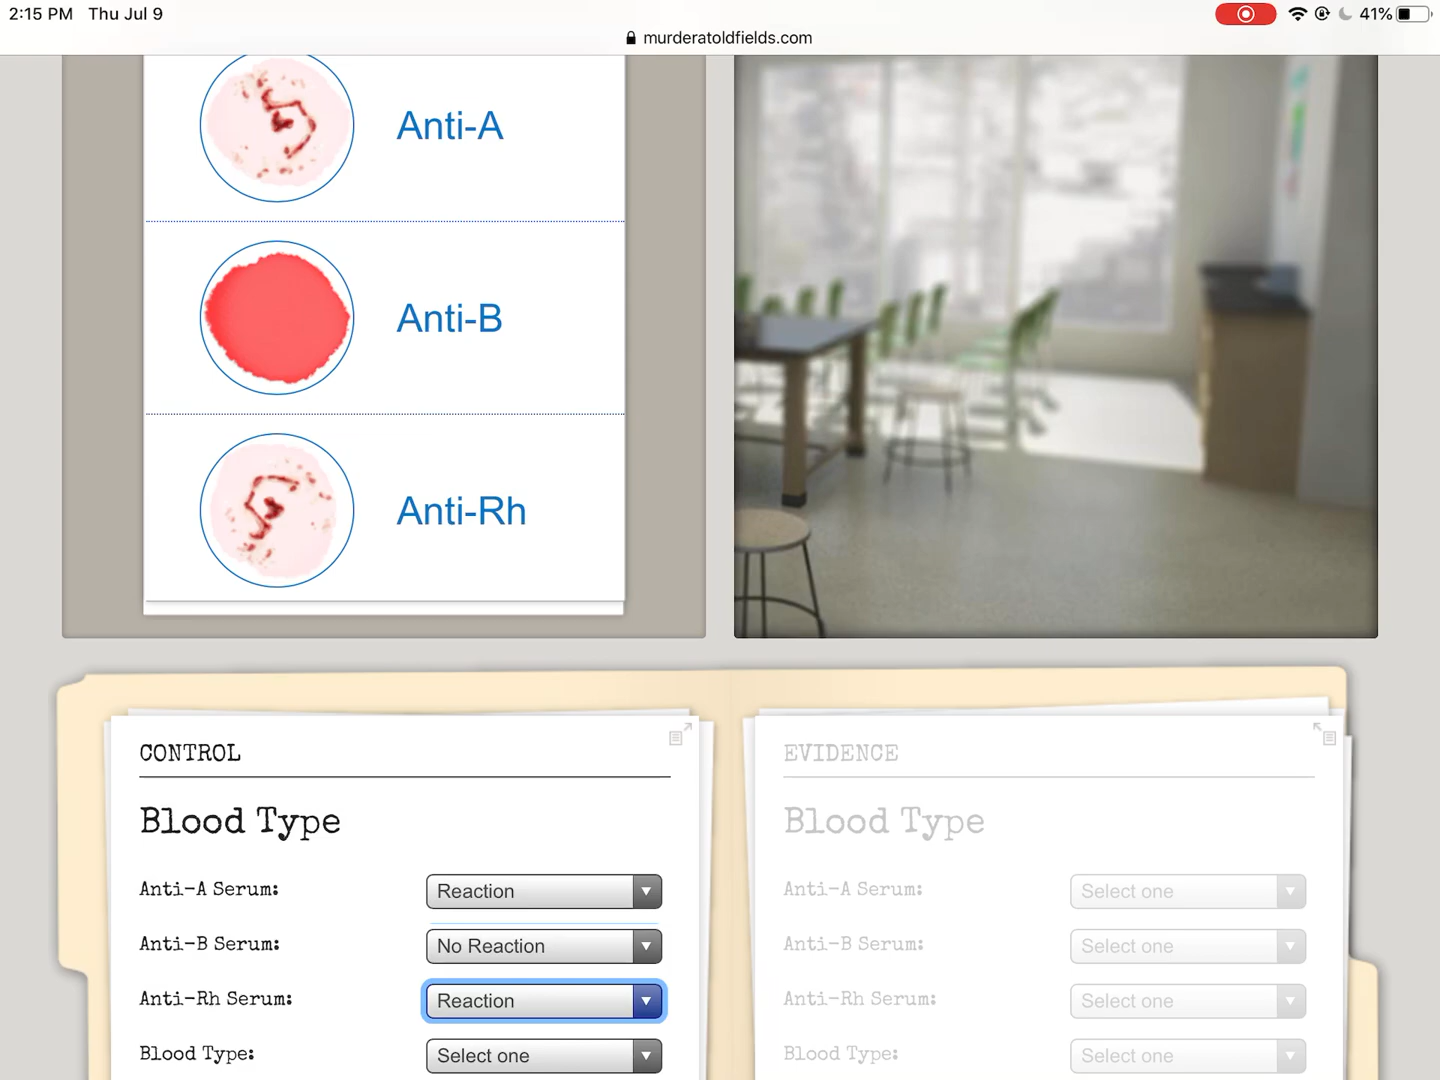 2:15 PM Thu Jul 9
41%
murderatoldfields.com
Anti-A
Anti-B
Anti-Rh
CONTROL
Blood Type
Anti-A Serum: Reaction
Anti-B Serum: No Reaction
Anti-Rh Serum: Reaction
Blood Type: Select one
EVIDENCE
Blood Type
Anti-A Serum: Select one
Anti-B Serum: Select one
Anti-Rh Serum: Select one
Blood Type: Select one